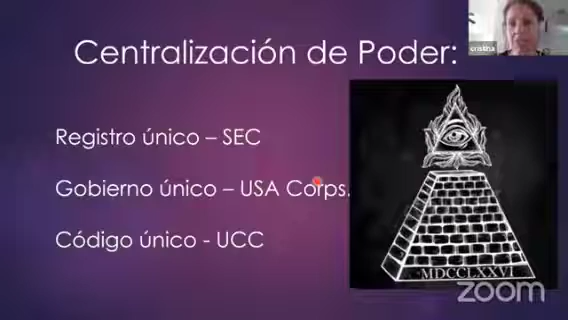 Centralización de Poder:
cristina
Registro único – SEC
Gobierno único – USA Corps.
Código único - UCC
MDCCLXXVI
zoom